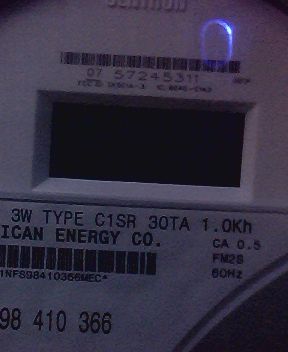 CENTRON
07 57245311
3W TYPE C1SR 30TA 1.0Kh
ICAN ENERGY CO. CA 0.5
FM2S
60Hz
98 410 366